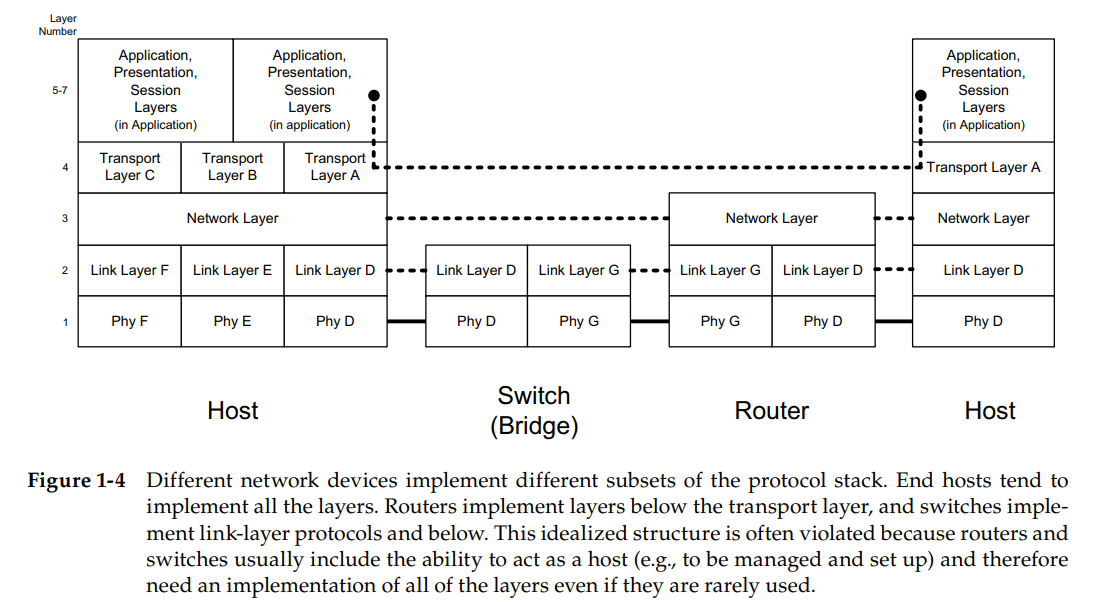 Layer
Number
Application,
Presentation,
Session
Layers
(in Application)
Application,
Presentation,
Session
Layers
(in application)
Application,
Presentation,
Session
Layers
(in Application)
5-7
4
Transport
Layer C
Transport
Layer B
Transport
Layer A
Transport Layer A
3
Network Layer
Network Layer
Network Layer
2
Link Layer F
Link Layer E
Link Layer D
Link Layer D
Link Layer G
Link Layer G
Link Layer D
Link Layer D
1
Phy F
Phy E
Phy D
Phy D
Phy G
Phy G
Phy D
Phy D
Host
Switch
(Bridge)
Router
Host
Figure 1-4 Different network devices implement different subsets of the protocol stack. End hosts tend to
implement all the layers. Routers implement layers below the transport layer, and switches imple-
ment link-layer protocols and below. This idealized structure is often violated because routers and
switches usually include the ability to act as a host (e.g., to be managed and set up) and therefore
need an implementation of all of the layers even if they are rarely used.